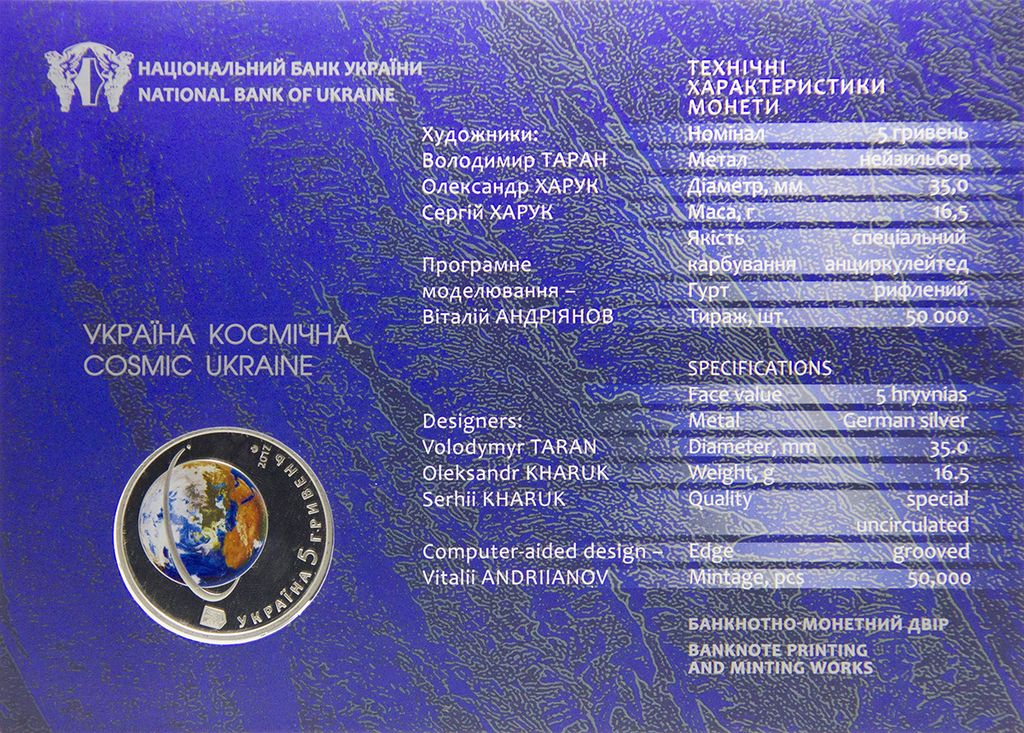 НАЦІОНАЛЬНИЙ БАНК УКРАЇНИ
NATIONAL BANK OF UKRAINE
УКРАЇНА КОСМІЧНА
COSMIC UKRAINE
2017
УКРАЇНА 5 ГРИВЕНЬ
Художники:
Володимир ТАРАН
Олександр ХАРУК
Сергій ХАРУК
Програмне
моделювання –
Віталій АНДРІЯНОВ
Designers:
Volodymyr TARAN
Oleksandr KHARUK
Serhii KHARUK
Computer-aided design –
Vitalii ANDRIIANOV
ТЕХНІЧНІ
ХАРАКТЕРИСТИКИ
МОНЕТИ
Номінал 5 гривень
Метал нейзильбер
Діаметр, мм 35,0
Маса, г 16,5
Якість спеціальний
карбування анциркулейтед
Гурт рифлений
Тираж, шт. 50 000
SPECIFICATIONS
Face value 5 hryvnias
Metal German silver
Diameter, mm 35.0
Weight, g 16.5
Quality special
uncirculated
Edge grooved
Mintage, pcs 50,000
БАНКНОТНО-МОНЕТНИЙ ДВІР
BANKNOTE PRINTING
AND MINTING WORKS